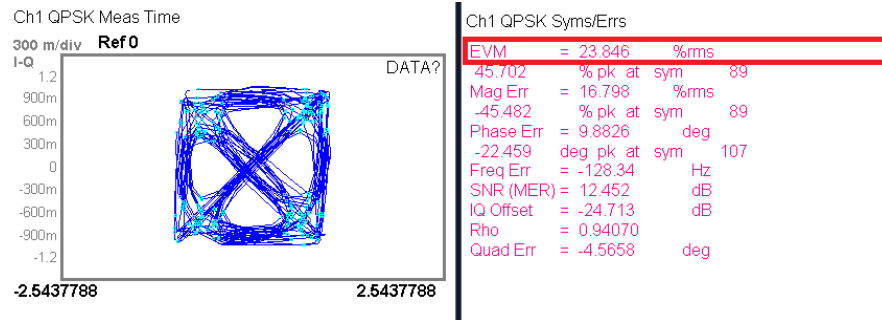 Ch1 QPSK Meas Time
300 m/div Ref 0
I-Q
DATA?
1.2
900m
600m
300m
0
-300m
-600m
-900m
-1.2
-2.5437788 2.5437788
Ch1 QPSK Syms/Errs
EVM = 23.846 %rms
45.702 % pk at sym 89
Mag Err = 16.798 %rms
-45.482 % pk at sym 89
Phase Err = 9.8826 deg
-22.459 deg pk at sym 107
Freq Err = -128.34 Hz
SNR (MER) = 12.452 dB
IQ Offset = -24.713 dB
Rho = 0.94070
Quad Err = -4.5658 deg